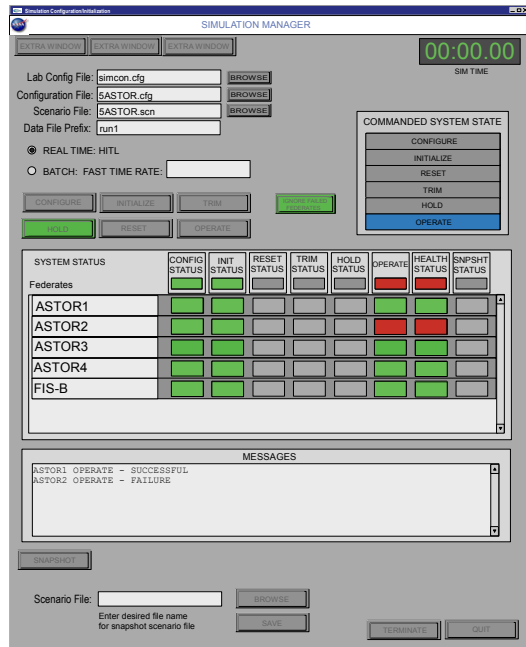 Simulation Configuration/Initialization
SIMULATION MANAGER
EXTRA WINDOW EXTRA WINDOW EXTRA WINDOW
00:00.00
SIM TIME
Lab Config File: simcon.cfg BROWSE
Configuration File: 5ASTOR.cfg BROWSE
Scenario File: 5ASTOR.scn BROWSE
Data File Prefix: run1
REAL TIME: HITL
BATCH: FAST TIME RATE:
COMMANDED SYSTEM STATE
CONFIGURE
INITIALIZE
RESET
TRIM
HOLD
OPERATE
CONFIGURE INITIALIZE TRIM
IGNORE FAILED
FEDERATES
HOLD RESET OPERATE
SYSTEM STATUS
Federates
CONFIG
STATUS
INIT
STATUS
RESET
STATUS
TRIM
STATUS
HOLD
STATUS
OPERATE
HEALTH
STATUS
SNPSHT
STATUS
ASTOR1
ASTOR2
ASTOR3
ASTOR4
FIS-B
MESSAGES
ASTOR1 OPERATE - SUCCESSFUL
ASTOR2 OPERATE - FAILURE
SNAPSHOT
Scenario File: BROWSE
Enter desired file name
for snapshot scenario file
SAVE
TERMINATE QUIT